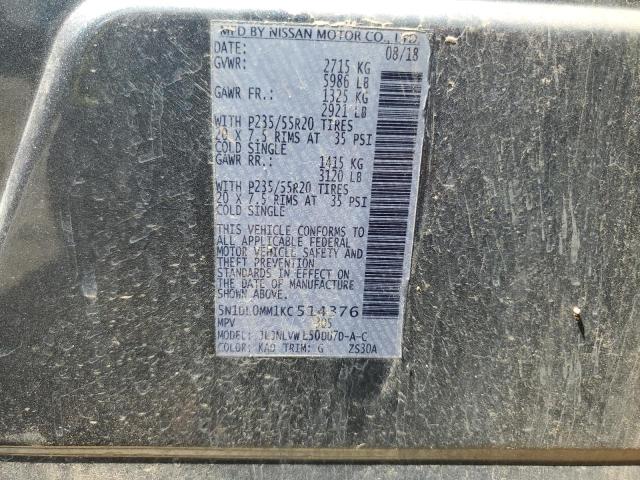 MFD BY NISSAN MOTOR CO., LTD.
DATE: 08/18
GVWR: 2715 KG
5986 LB
GAWR FR.: 1325 KG
2921 LB
WITH P235/55R20 TIRES
20 X 7.5 RIMS AT 35 PSI
COLD SINGLE
GAWR RR.: 1415 KG
3120 LB
WITH P235/55R20 TIRES
20 X 7.5 RIMS AT 35 PSI
COLD SINGLE
THIS VEHICLE CONFORMS TO
ALL APPLICABLE FEDERAL
MOTOR VEHICLE SAFETY AND
THEFT PREVENTION
STANDARDS IN EFFECT ON
THE DATE OF MANUFACTURE
SHOWN ABOVE.
5N1DL0MM1KC514376
MPV
MODEL:
COLOR: KAD TRIM: G ZS30A